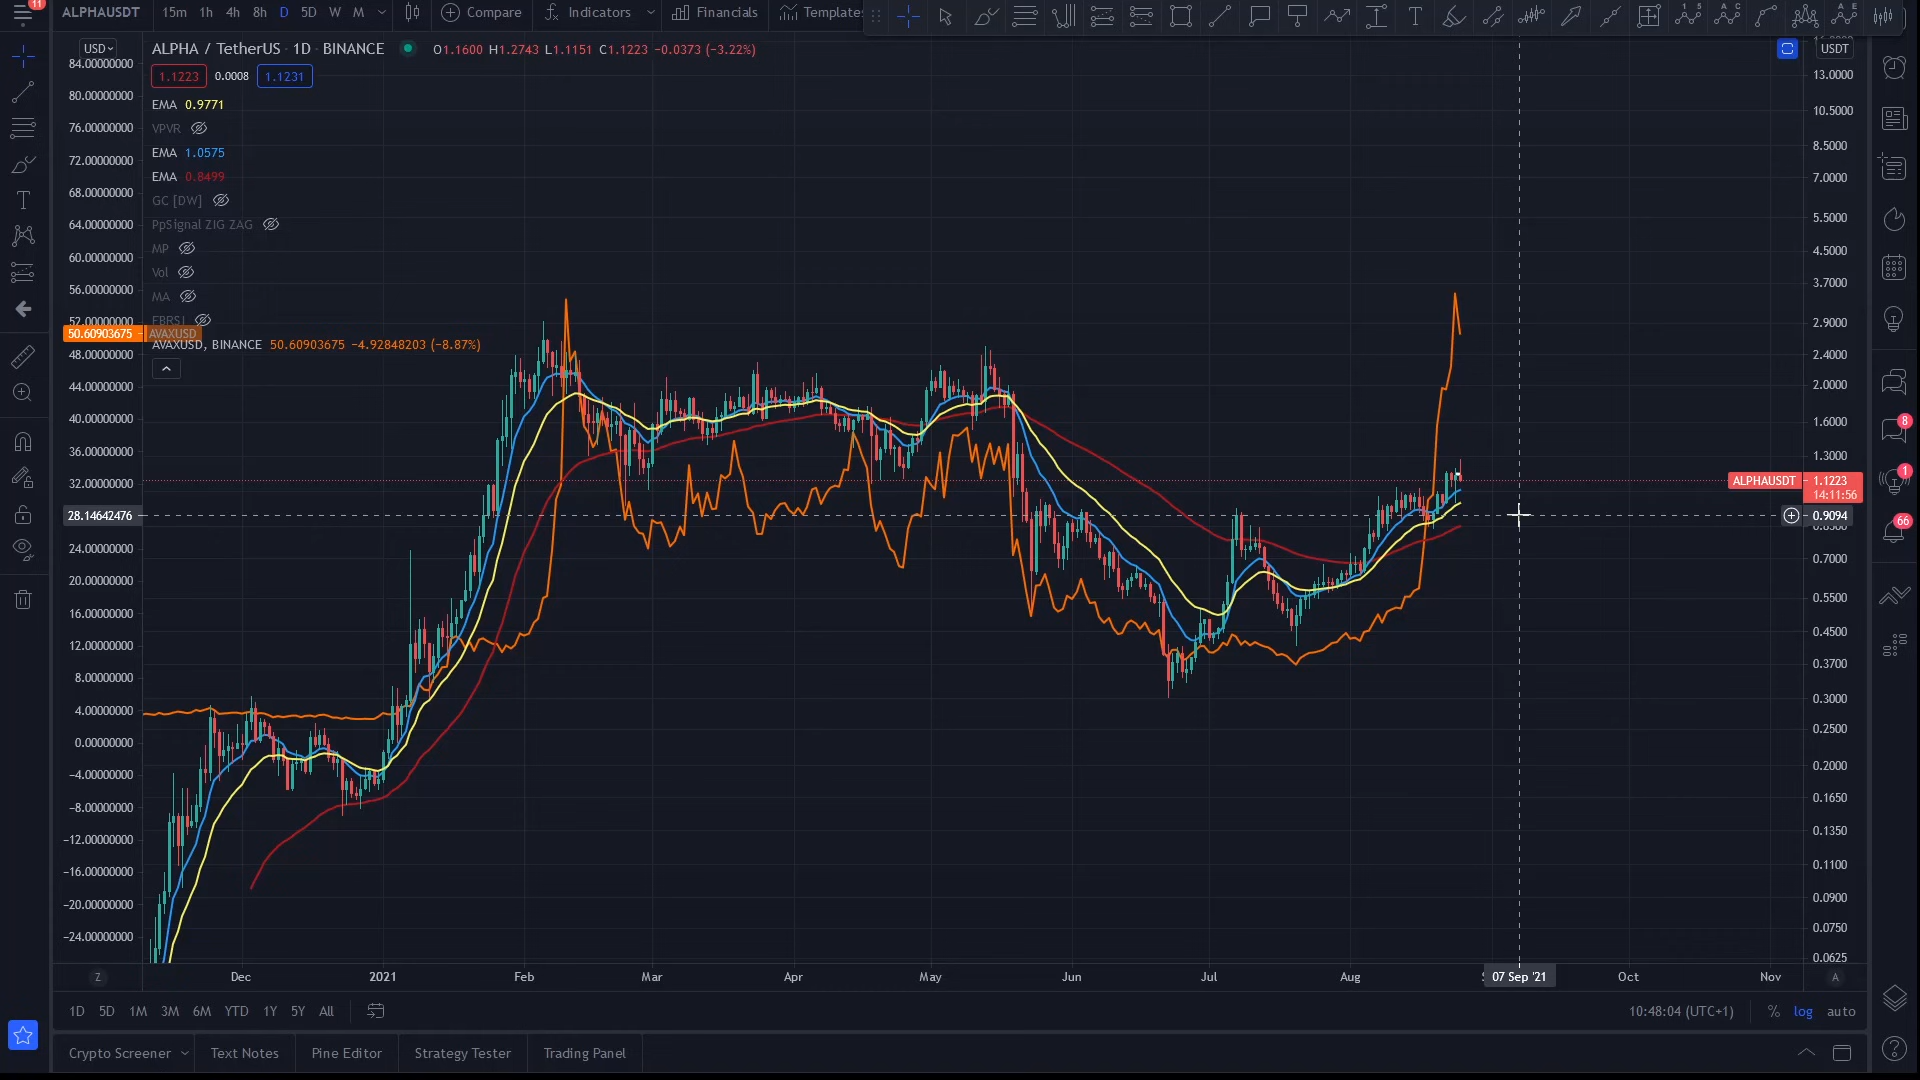 11
ALPHAUSDT 15m 1h 4h 8h D 5D W M Compare Indicators Financials Templates
USD
ALPHA / TetherUS · 1D · BINANCE O1.1600 H1.2743 L1.1151 C1.1223 −0.0373 (−3.22%)
USDT
1.1223 0.0008 1.1231
EMA 0.9771
VPVR
EMA 1.0575
EMA 0.8499
GC [DW]
PpSignal ZIG ZAG
MP
Vol
MA
EBRSI
AVAXUSD
AVAXUSD, BINANCE 50.60903675 −4.92848203 (−8.87%)
84.00000000
80.00000000
76.00000000
72.00000000
68.00000000
64.00000000
60.00000000
56.00000000
52.00000000
50.60903675
48.00000000
44.00000000
40.00000000
36.00000000
32.00000000
28.14642476
24.00000000
20.00000000
16.00000000
12.00000000
8.00000000
4.00000000
0.00000000
−4.00000000
−8.00000000
−12.00000000
−16.00000000
−20.00000000
−24.00000000
13.0000
10.5000
8.5000
7.0000
5.5000
4.5000
3.7000
2.9000
2.4000
2.0000
1.6000
1.3000
ALPHAUSDT 1.1223
14:11:56
0.9094
0.7000
0.5500
0.4500
0.3700
0.3000
0.2500
0.2000
0.1650
0.1350
0.1100
0.0900
0.0750
0.0625
8
1
66
Z Dec 2021 Feb Mar Apr May Jun Jul Aug 07 Sep '21 Oct Nov A
1D 5D 1M 3M 6M YTD 1Y 5Y All 10:48:04 (UTC+1) % log auto
Crypto Screener Text Notes Pine Editor Strategy Tester Trading Panel